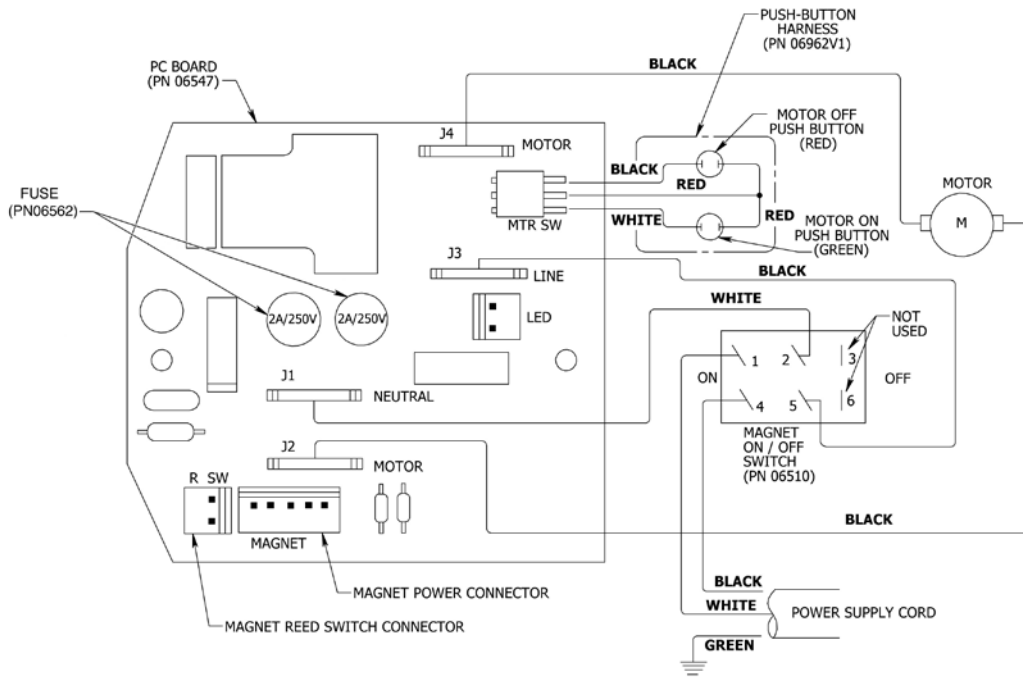 PUSH-BUTTON
HARNESS
(PN 06962V1)
BLACK
PC BOARD
(PN 06547)
J4
MOTOR
MOTOR OFF
PUSH BUTTON
(RED)
BLACK
RED
FUSE
(PN06562)
MOTOR
M
WHITE
RED
MTR SW
MOTOR ON
PUSH BUTTON
(GREEN)
J3
LINE
BLACK
WHITE
2A/250V
2A/250V
LED
NOT
USED
1
2
3
ON
OFF
J1
NEUTRAL
4
5
6
MAGNET
ON / OFF
SWITCH
(PN 06510)
J2
MOTOR
R SW
MAGNET
BLACK
BLACK
MAGNET POWER CONNECTOR
WHITE
POWER SUPPLY CORD
MAGNET REED SWITCH CONNECTOR
GREEN